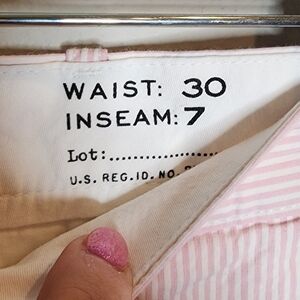 WAIST: 30
INSEAM: 7
Lot:....................
U.S. REG.ID. NO.